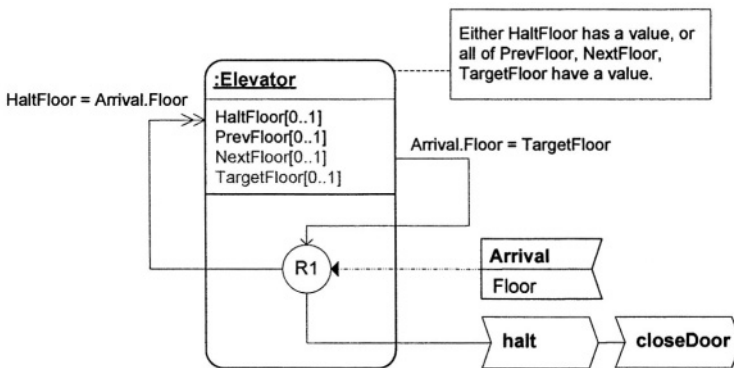 Either HaltFloor has a value, or
all of PrevFloor, NextFloor,
TargetFloor have a value.
:Elevator
HaltFloor = Arrival.Floor
HaltFloor[0..1]
PrevFloor[0..1]
NextFloor[0..1]
TargetFloor[0..1]
Arrival.Floor = TargetFloor
R1
Arrival
Floor
halt
closeDoor